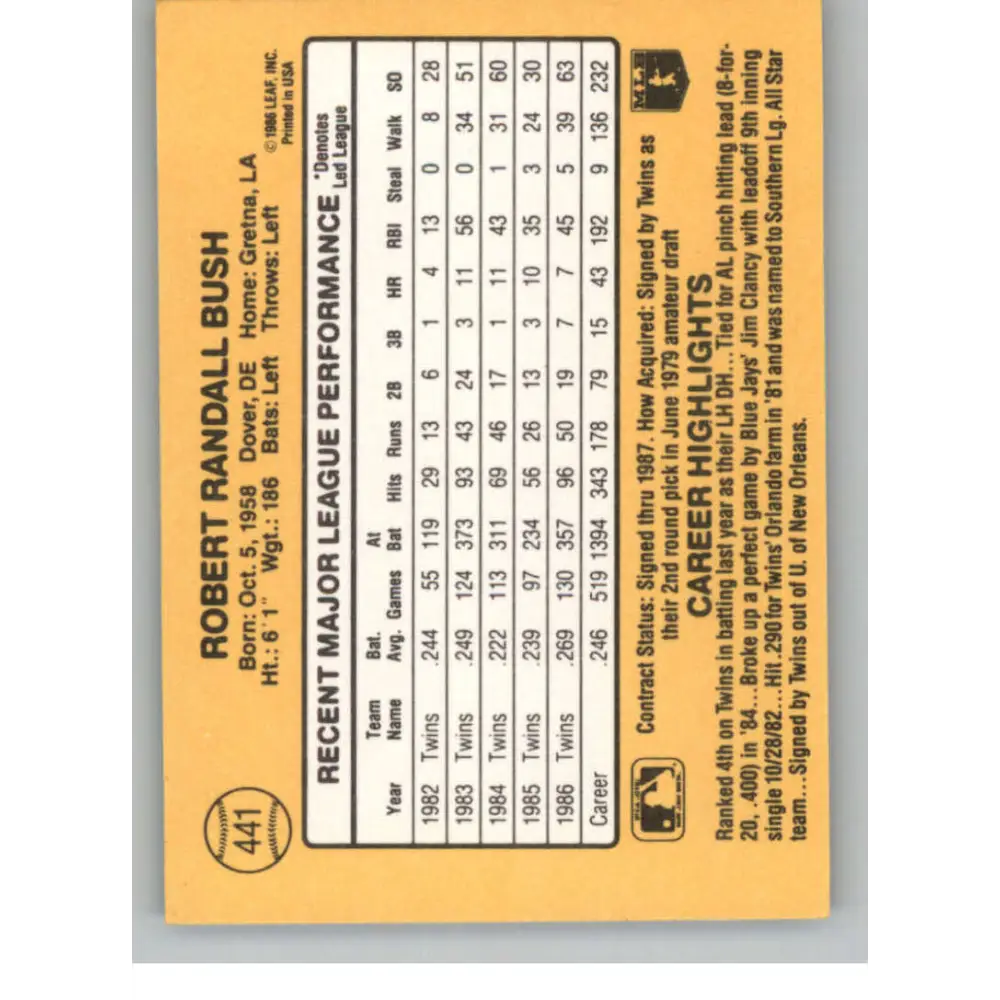 441
ROBERT RANDALL BUSH
Born: Oct. 5, 1958 Dover, DE Home: Gretna, LA
Ht.: 6'1" Wgt.: 186 Bats: Left Throws: Left
© 1986 LEAF, INC.
Printed in USA
RECENT MAJOR LEAGUE PERFORMANCE *Denotes Led League
Year Team Name Bat. Avg. Games At Bat Hits Runs 2B 3B HR RBI Steal Walk SO
1982 Twins .244 55 119 29 13 6 1 4 13 0 8 28
1983 Twins .249 124 373 93 43 24 3 11 56 0 34 51
1984 Twins .222 113 311 69 46 17 1 11 43 1 31 60
1985 Twins .239 97 234 56 26 13 3 10 35 3 24 30
1986 Twins .269 130 357 96 50 19 7 7 45 5 39 63
Career .246 519 1394 343 178 79 15 43 192 9 136 232
Contract Status: Signed thru 1987. How Acquired: Signed by Twins as
their 2nd round pick in June 1979 amateur draft
MLB
CAREER HIGHLIGHTS
Ranked 4th on Twins in batting last year as their LH DH...Tied for AL pinch hitting lead (8-for-
20, .400) in '84...Broke up a perfect game by Blue Jays' Jim Clancy with leadoff 9th inning
single 10/28/82...Hit .290 for Twins' Orlando farm in '81 and was named to Southern Lg. All Star
team...Signed by Twins out of U. of New Orleans.